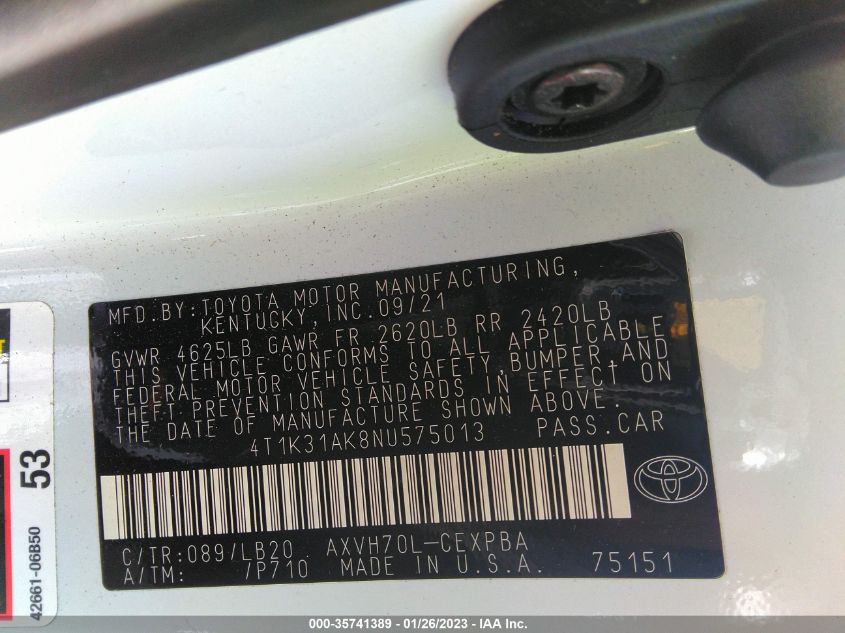 MFD.BY:TOYOTA MOTOR MANUFACTURING,
KENTUCKY, INC.09/21
GVWR 4625LB GAWR FR 2620LB RR 2420LB
THIS VEHICLE CONFORMS TO ALL APPLICABLE
FEDERAL MOTOR VEHICLE SAFETY,BUMPER,AND
THEFT PREVENTION STANDARDS IN EFFECT ON
THE DATE OF MANUFACTURE SHOWN ABOVE.
4T1K31AK8NU575013 PASS.CAR
C/TR:089/LB20 AXVH70L-CEXPBA
A/TM: /P710 MADE IN U.S.A. 75151
53
42661-06B50
000-35741389 - 01/26/2023 - IAA Inc.